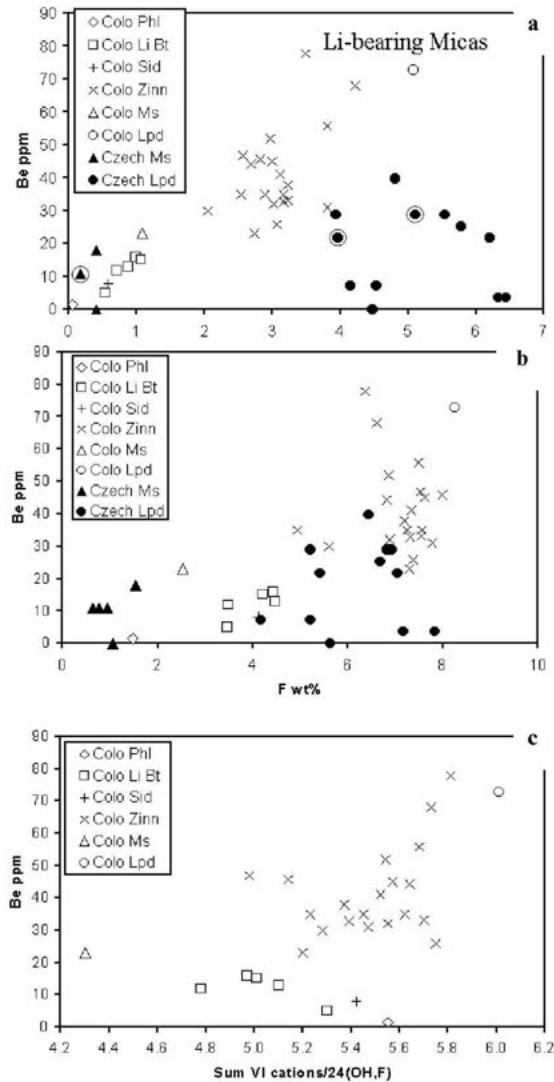 Li-bearing Micas
a
Be ppm
90
80
70
60
50
40
30
20
10
0
Colo Phl
Colo Li Bt
Colo Sid
Colo Zinn
Colo Ms
Colo Lpd
Czech Ms
Czech Lpd
0 1 2 3 4 5 6 7
b
Be ppm
90
80
70
60
50
40
30
20
10
0
Colo Phl
Colo Li Bt
Colo Sid
Colo Zinn
Colo Ms
Colo Lpd
Czech Ms
Czech Lpd
0 2 4 6 8 10
F wt%
c
Be ppm
90
80
70
60
50
40
30
20
10
0
Colo Phl
Colo Li Bt
Colo Sid
Colo Zinn
Colo Ms
Colo Lpd
4.2 4.4 4.6 4.8 5.0 5.2 5.4 5.6 5.8 6.0 6.2
Sum VI cations/24(OH,F)